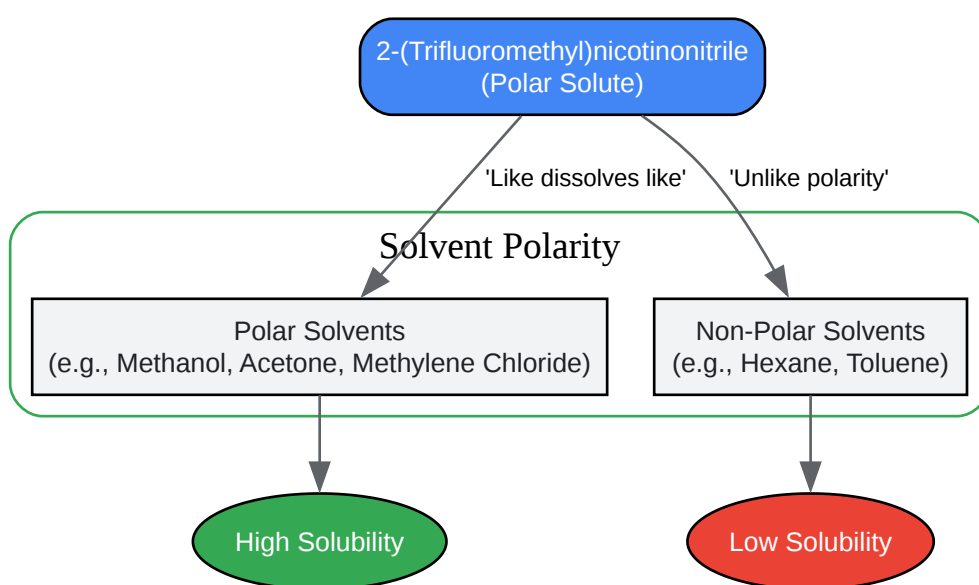 2-(Trifluoromethyl)nicotinonitrile
(Polar Solute)
'Like dissolves like'
'Unlike polarity'
Solvent Polarity
Polar Solvents
(e.g., Methanol, Acetone, Methylene Chloride)
Non-Polar Solvents
(e.g., Hexane, Toluene)
High Solubility
Low Solubility